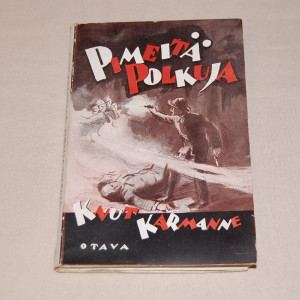 PIMEITÄ
POLKUJA
KNUT
KARMANNE
OTAVA